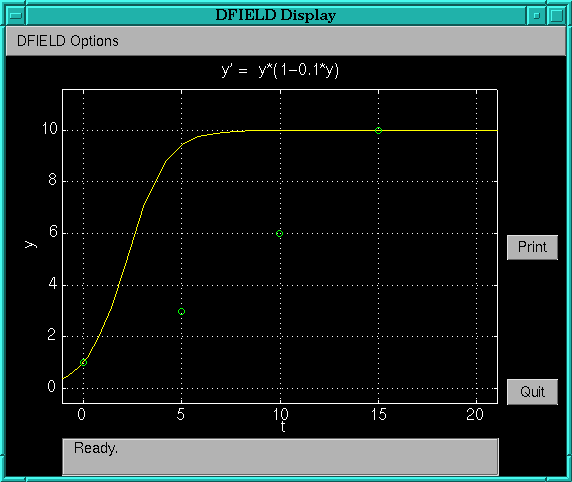 DFIELD Display
DFIELD Options
y' = y*(1−0.1*y)
10
8
6
4
2
0
y
0 5 10 15 20
t
Print
Quit
Ready.